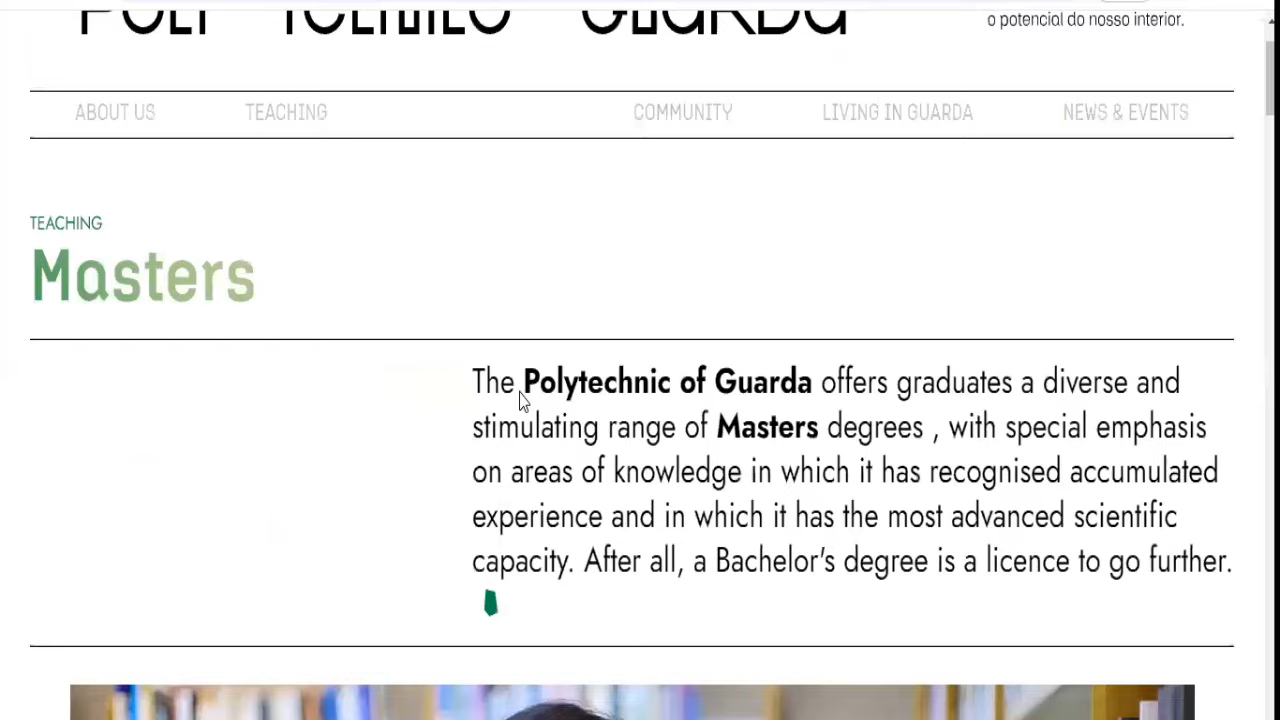 o potencial do nosso interior.
ABOUT US TEACHING COMMUNITY LIVING IN GUARDA NEWS & EVENTS
TEACHING
Masters
The Polytechnic of Guarda offers graduates a diverse and
stimulating range of Masters degrees , with special emphasis
on areas of knowledge in which it has recognised accumulated
experience and in which it has the most advanced scientific
capacity. After all, a Bachelor's degree is a licence to go further.